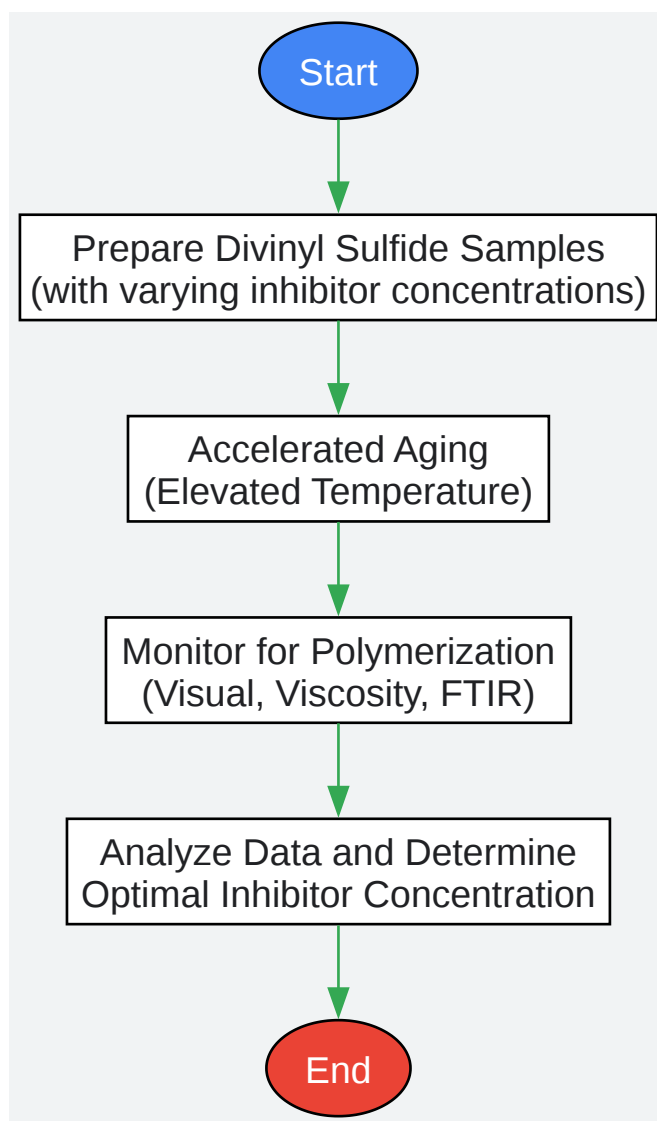 Start
Prepare Divinyl Sulfide Samples
(with varying inhibitor concentrations)
Accelerated Aging
(Elevated Temperature)
Monitor for Polymerization
(Visual, Viscosity, FTIR)
Analyze Data and Determine
Optimal Inhibitor Concentration
End